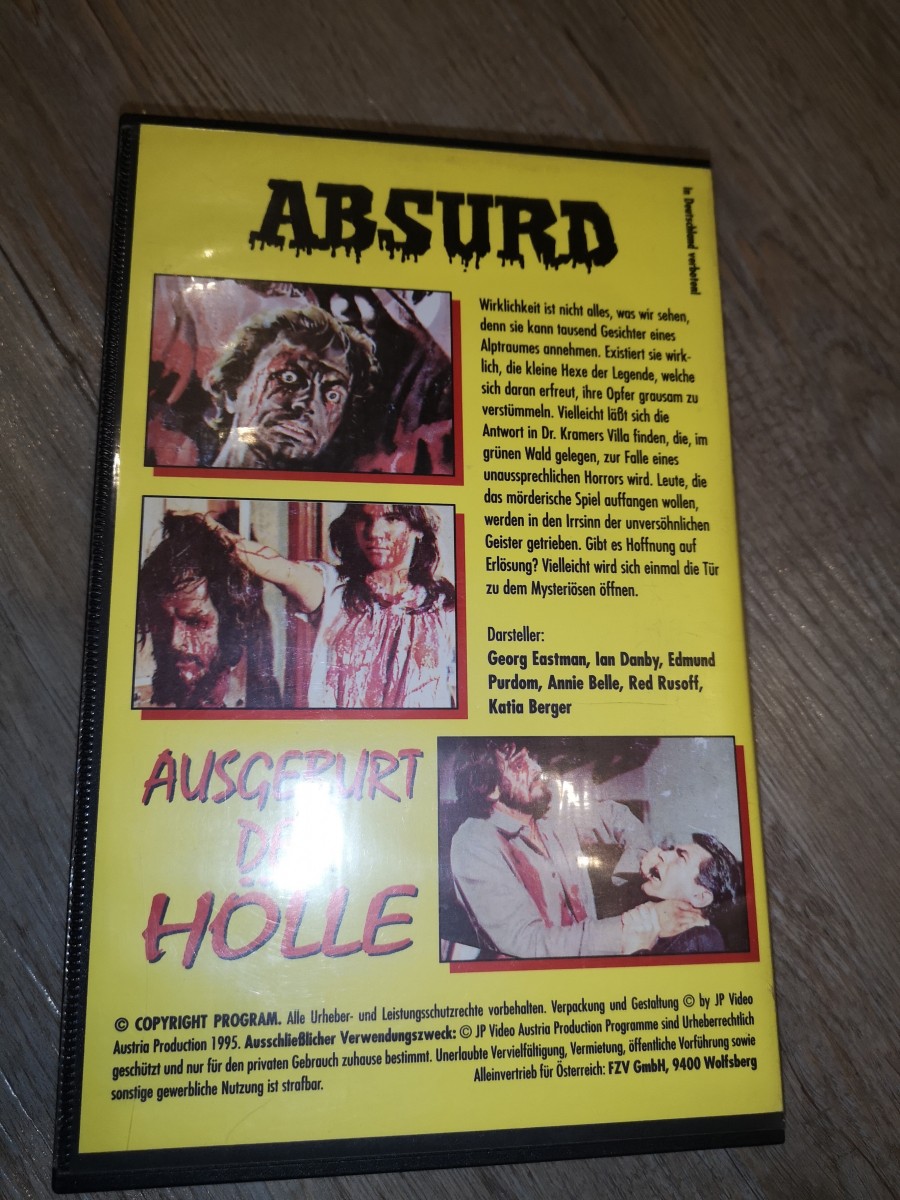 ABSURD
In Deutschland verboten!
Wirklichkeit ist nicht alles, was wir sehen,
denn sie kann tausend Gesichter eines
Alptraumes annehmen. Existiert sie wirk-
lich, die kleine Hexe der Legende, welche
sich daran erfreut, ihre Opfer grausam zu
verstümmeln. Vielleicht läßt sich die
Antwort in Dr. Kramers Villa finden, die, im
grünen Wald gelegen, zur Falle eines
unaussprechlichen Horrors wird. Leute, die
das mörderische Spiel auffangen wollen,
werden in den Irrsinn der unversöhnlichen
Geister getrieben. Gibt es Hoffnung auf
Erlösung? Vielleicht wird sich einmal die Tür
zu dem Mysteriösen öffnen.
Darsteller:
Georg Eastman, Ian Danby, Edmund
Purdom, Annie Belle, Red Rusoff,
Katia Berger
AUSGEBURT
DER
HÖLLE
© COPYRIGHT PROGRAM. Alle Urheber- und Leistungsschutzrechte vorbehalten. Verpackung und Gestaltung © by JP Video
Austria Production 1995. Ausschließlicher Verwendungszweck: © JP Video Austria Production Programme sind Urheberrechtlich
geschützt und nur für den privaten Gebrauch zuhause bestimmt. Unerlaubte Vervielfältigung, Vermietung, öffentliche Vorführung sowie
sonstige gewerbliche Nutzung ist strafbar.
Alleinvertrieb für Österreich: FZV GmbH, 9400 Wolfsberg